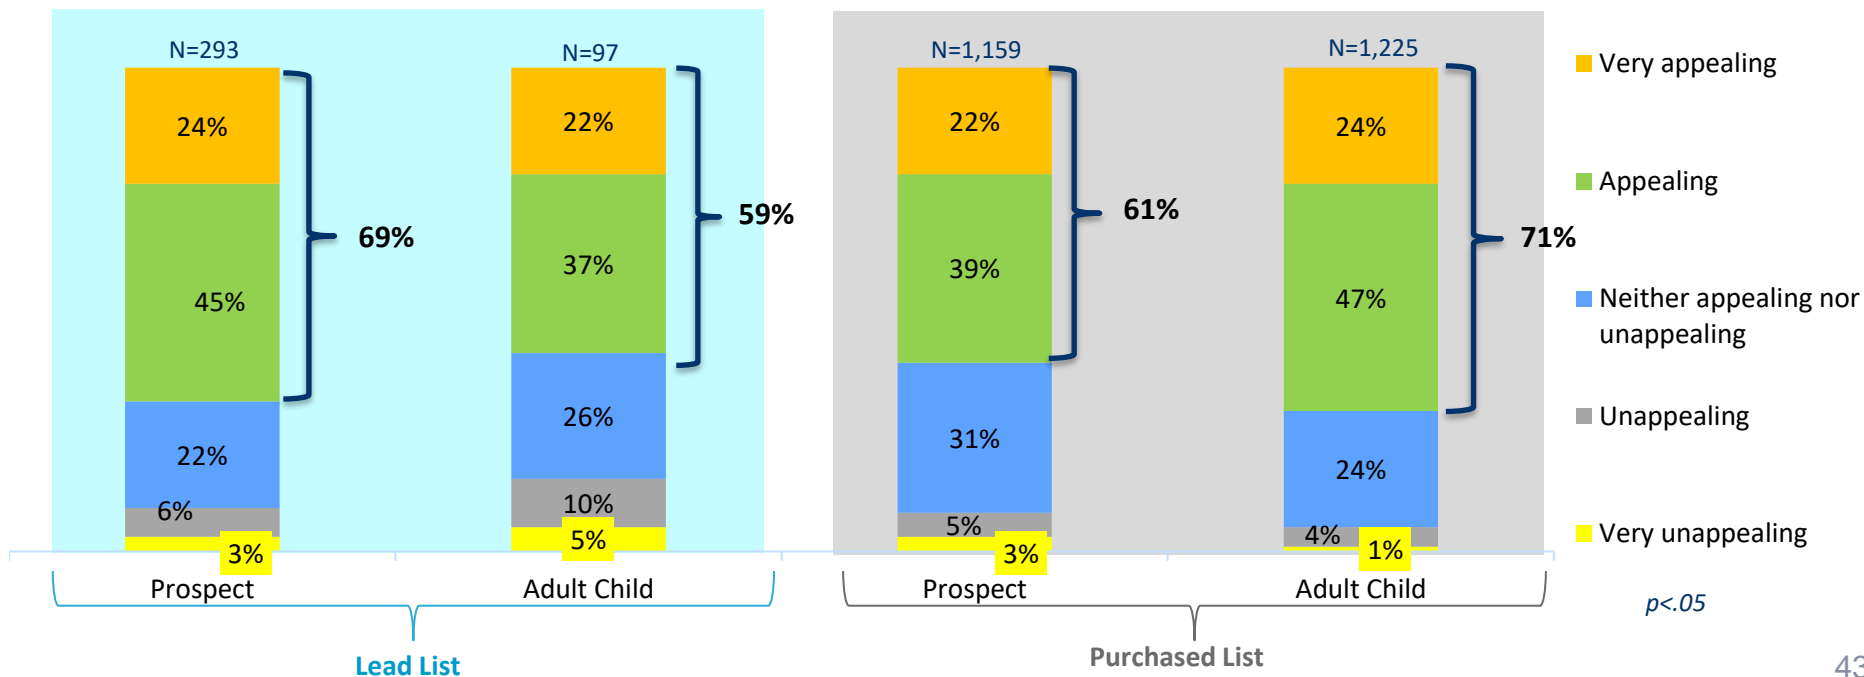 N=293
N=97
N=1,159
N=1,225
24%
45%
22%
6%
3%
69%
22%
37%
26%
10%
5%
59%
22%
39%
31%
5%
3%
61%
24%
47%
24%
4%
1%
71%
Very appealing
Appealing
Neither appealing nor
unappealing
Unappealing
Very unappealing
Prospect
Adult Child
Prospect
Adult Child
p<.05
Lead List
Purchased List
43